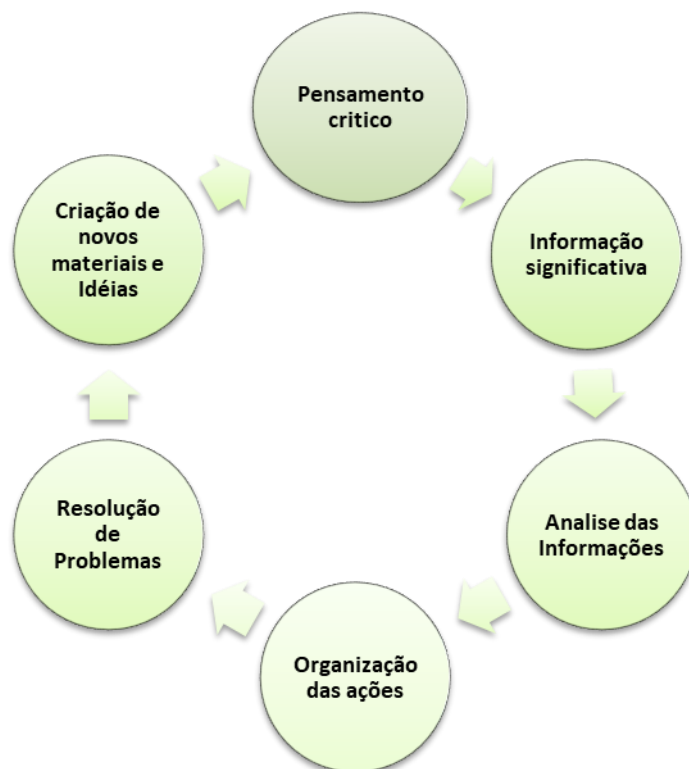 Pensamento
critico
Informação
significativa
Analise das
Informações
Organização
das ações
Resolução
de
Problemas
Criação de
novos
materiais e
Idéias